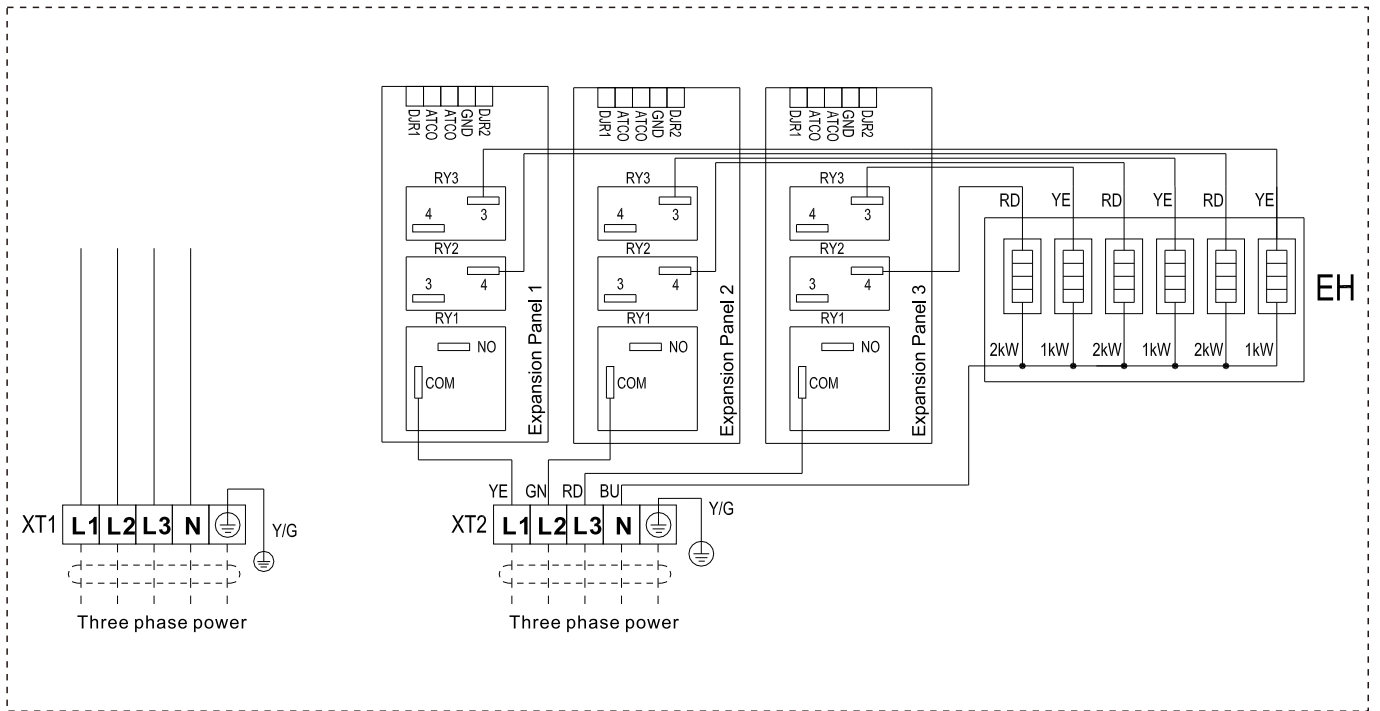 DJR1 ATCO ATCO GND DJR2
DJR1 ATCO ATCO GND DJR2
DJR1 ATCO ATCO GND DJR2
RY3
4 3
RY2
3 4
RY1
NO
COM
Expansion Panel 1
RY3
4 3
RY2
3 4
RY1
NO
COM
Expansion Panel 2
RY3
4 3
RY2
3 4
RY1
NO
COM
Expansion Panel 3
RD YE RD YE RD YE
EH
2kW 1kW 2kW 1kW 2kW 1kW
XT1 L1 L2 L3 N
Y/G
Three phase power
YE GN RD BU
XT2 L1 L2 L3 N
Y/G
Three phase power